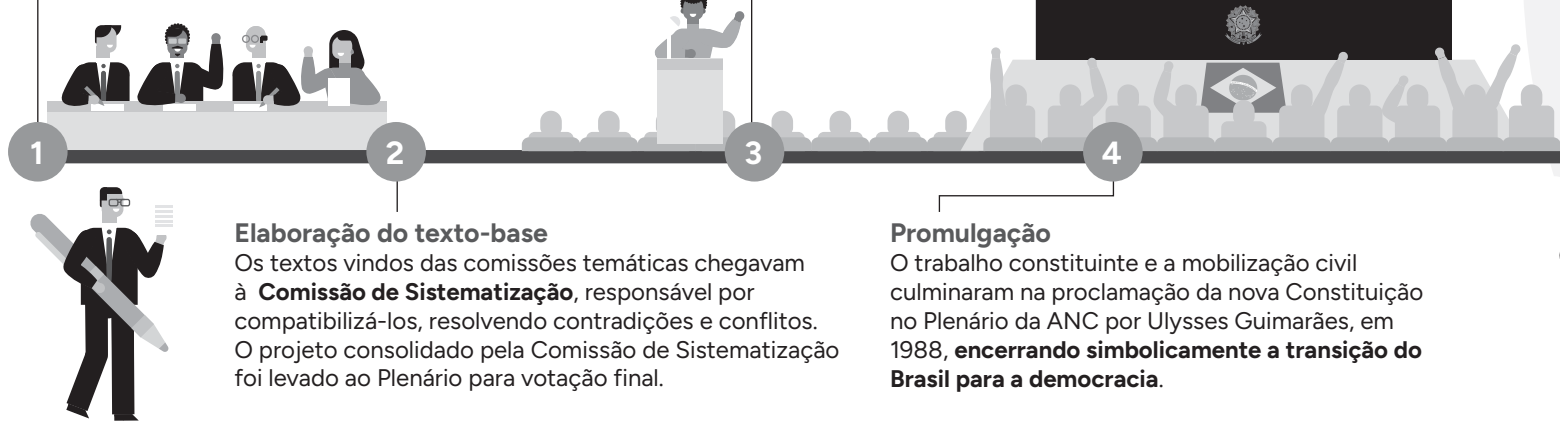 1
2
3
4
Elaboração do texto-base
Os textos vindos das comissões temáticas chegavam
à  Comissão de Sistematização, responsável por
compatibilizá-los, resolvendo contradições e conflitos.
O projeto consolidado pela Comissão de Sistematização
foi levado ao Plenário para votação final.
Promulgação
O trabalho constituinte e a mobilização civil
culminaram na proclamação da nova Constituição
no Plenário da ANC por Ulysses Guimarães, em
1988, encerrando simbolicamente a transição do
Brasil para a democracia.